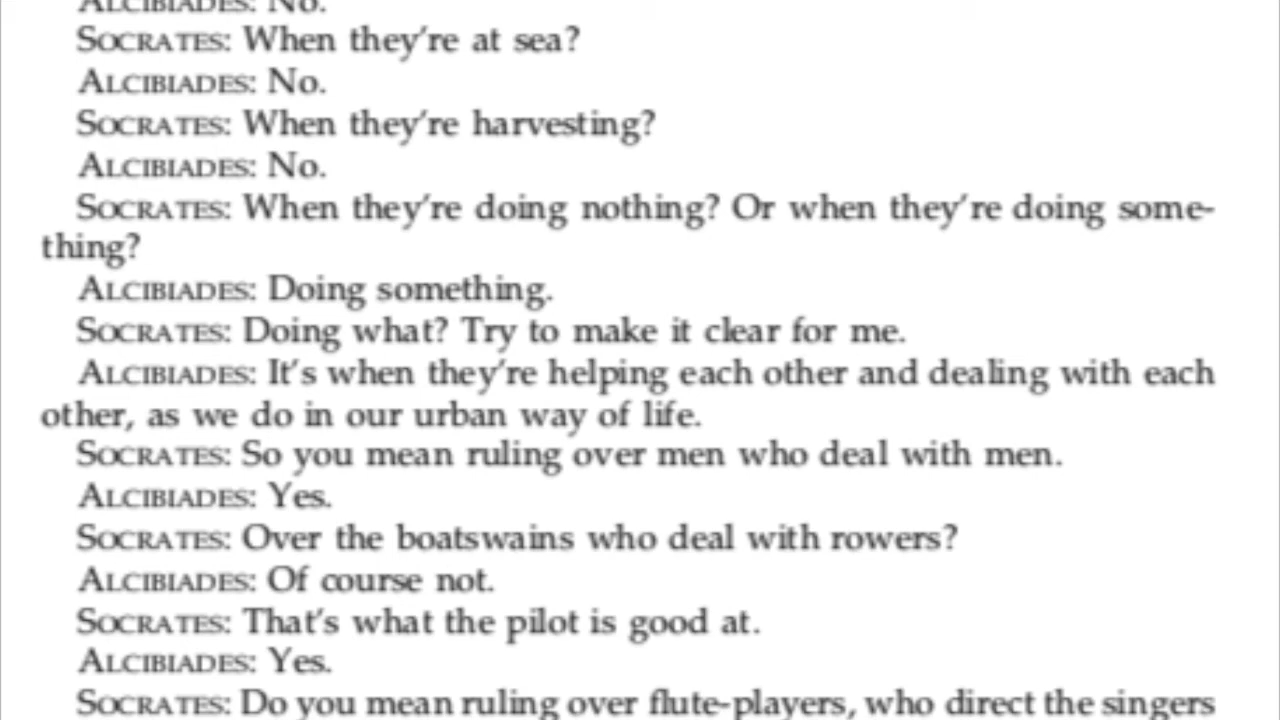 ALCIBIADES: No.
SOCRATES: When they're at sea?
ALCIBIADES: No.
SOCRATES: When they're harvesting?
ALCIBIADES: No.
SOCRATES: When they're doing nothing? Or when they're doing some-
thing?
ALCIBIADES: Doing something.
SOCRATES: Doing what? Try to make it clear for me.
ALCIBIADES: It's when they're helping each other and dealing with each
other, as we do in our urban way of life.
SOCRATES: So you mean ruling over men who deal with men.
ALCIBIADES: Yes.
SOCRATES: Over the boatswains who deal with rowers?
ALCIBIADES: Of course not.
SOCRATES: That's what the pilot is good at.
ALCIBIADES: Yes.
SOCRATES: Do you mean ruling over flute-players, who direct the singers